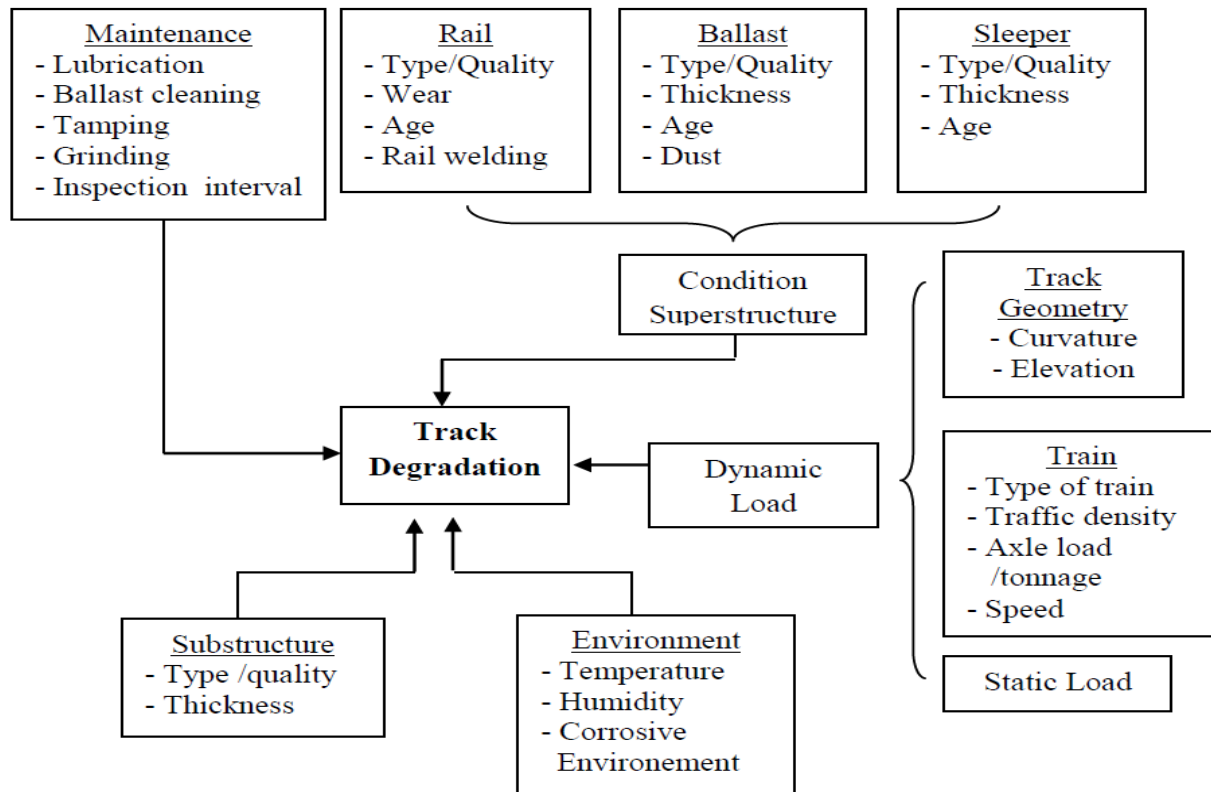 Maintenance
- Lubrication
- Ballast cleaning
- Tamping
- Grinding
- Inspection interval
Rail
- Type/Quality
- Wear
- Age
- Rail welding
Ballast
- Type/Quality
- Thickness
- Age
- Dust
Sleeper
- Type/Quality
- Thickness
- Age
Condition
Superstructure
Track
Geometry
- Curvature
- Elevation
Track
Degradation
Dynamic
Load
Train
- Type of train
- Traffic density
- Axle load
/tonnage
- Speed
Substructure
- Type /quality
- Thickness
Environment
- Temperature
- Humidity
- Corrosive
Environement
Static Load